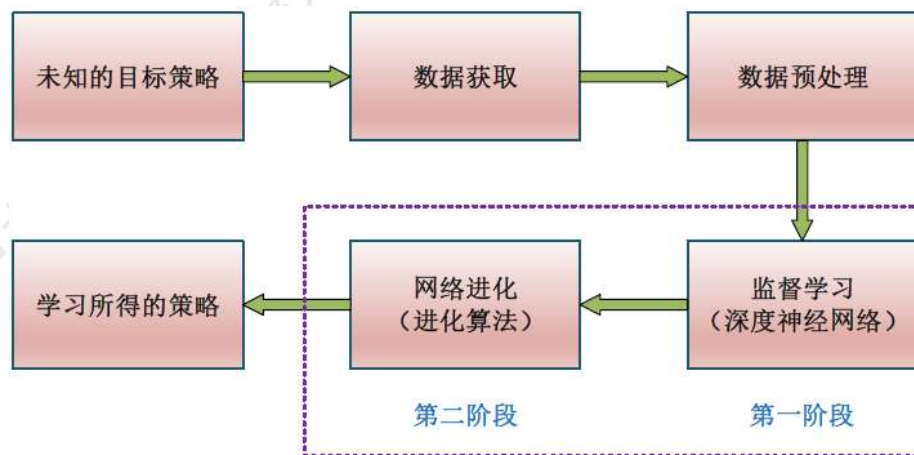 未知的目标策略
数据获取
数据预处理
监督学习
（深度神经网络）
网络进化
（进化算法）
学习所得的策略
第二阶段
第一阶段